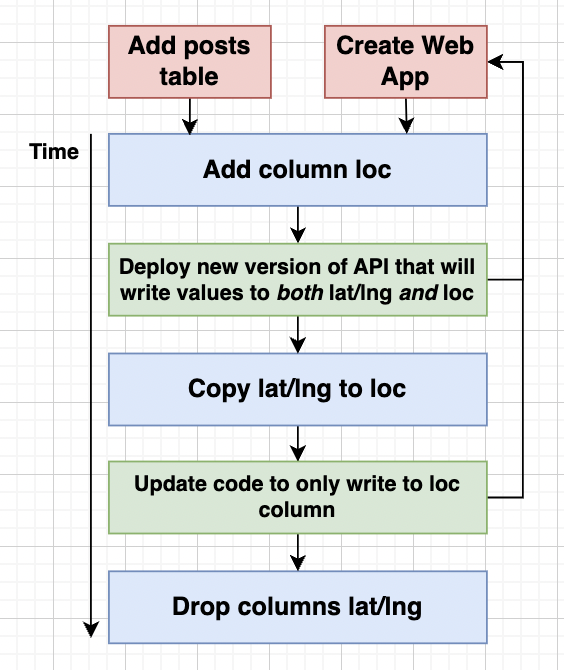 Add posts
table
Create Web
App
Time
Add column loc
Deploy new version of API that will
write values to both lat/lng and loc
Copy lat/lng to loc
Update code to only write to loc
column
Drop columns lat/lng